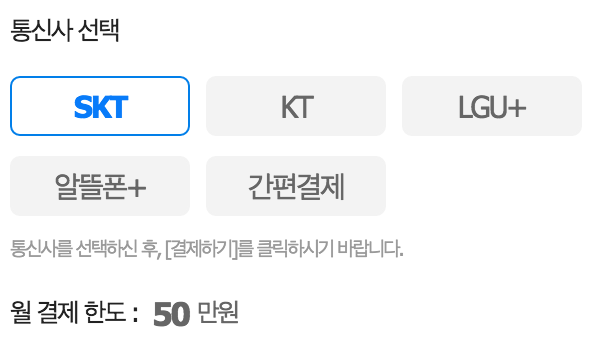 통신사 선택
SKT KT LGU+
알뜰폰+ 간편결제
통신사를 선택하신 후, [결제하기]를 클릭하시기 바랍니다.
월 결제 한도 : 50 만원